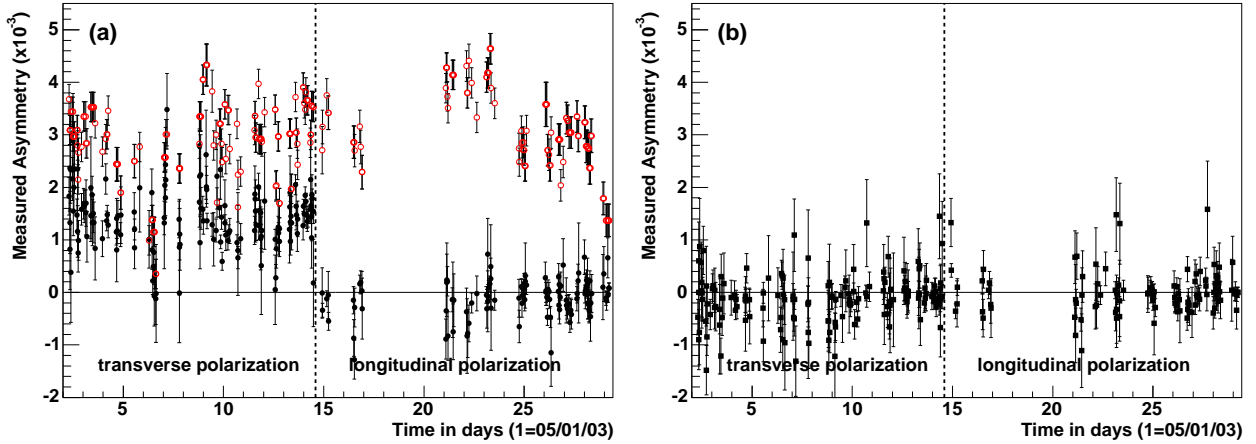 (a)
Measured Asymmetry (x10⁻³)
5
4
3
2
1
0
-1
-2
transverse polarization
longitudinal polarization
5
10
15
20
25
Time in days (1=05/01/03)
(b)
Measured Asymmetry (x10⁻³)
5
4
3
2
1
0
-1
-2
transverse polarization
longitudinal polarization
5
10
15
20
25
Time in days (1=05/01/03)